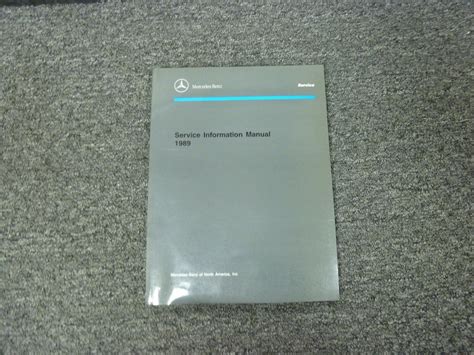 Mercedes-Benz
Service
Service Information Manual
1989
Mercedes-Benz of North America, Inc.